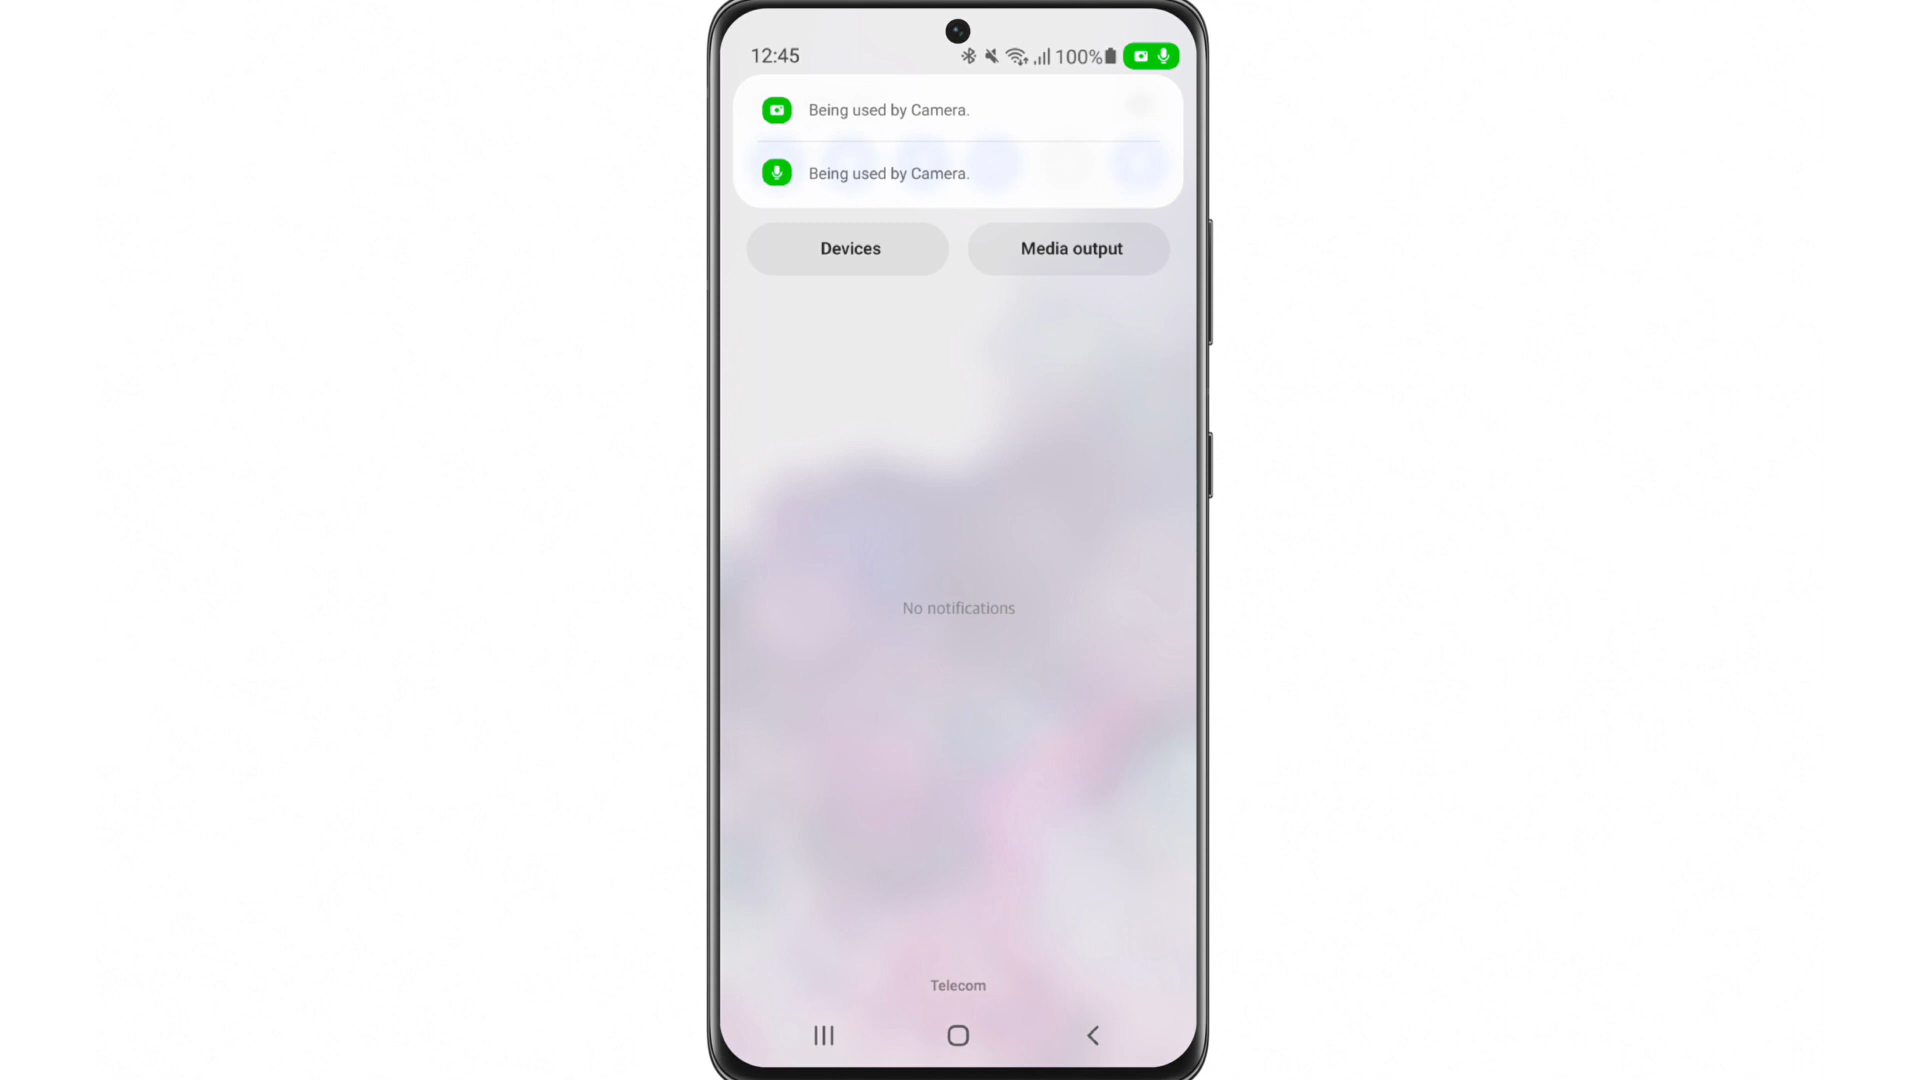 12:45 100%
Being used by Camera.
Being used by Camera.
Devices Media output
No notifications
Telecom